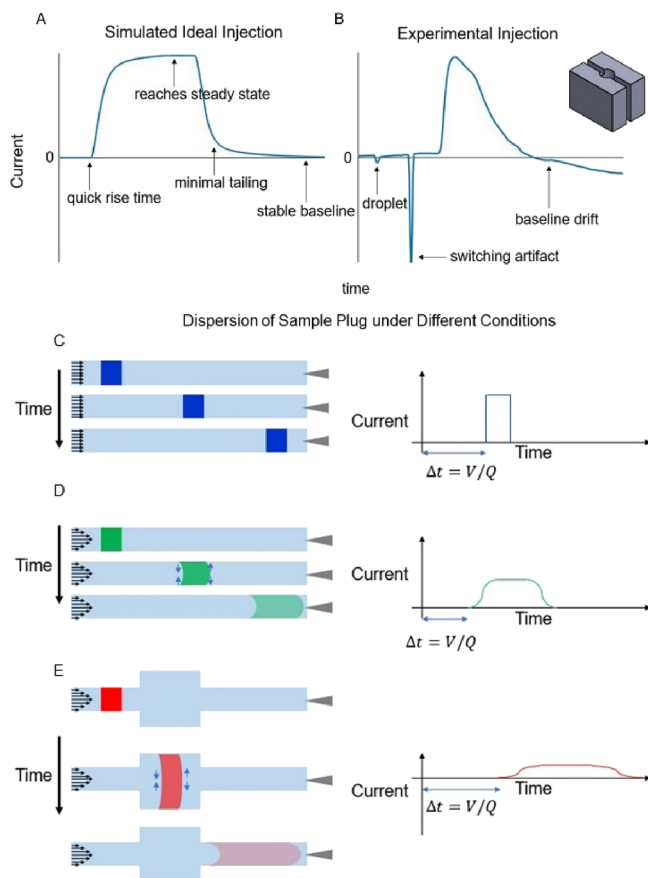 A
Simulated Ideal Injection
B
Experimental Injection
Current
0
reaches steady state
quick rise time
minimal tailing
stable baseline
0
droplet
switching artifact
baseline drift
time
Dispersion of Sample Plug under Different Conditions
C
Time
Current
Time
Δt = V/Q
D
Time
Current
Time
Δt = V/Q
E
Time
Current
Time
Δt = V/Q